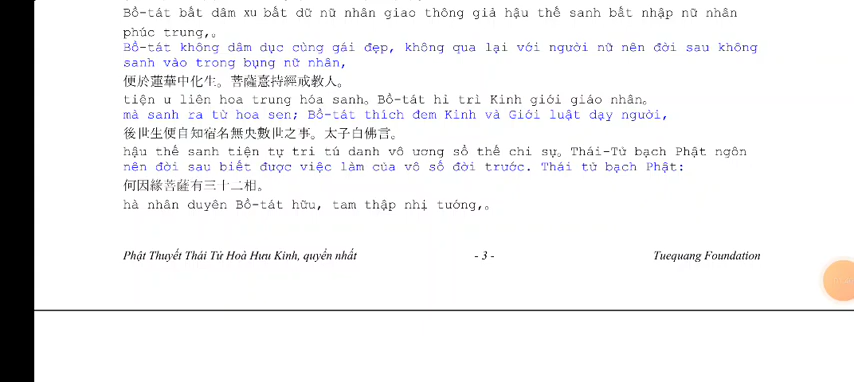 Bồ-tát bất dâm xu bất dữ nữ nhân giao thông giả hậu thế sanh bất nhập nữ nhân
phúc trung,。
Bồ-tát không dâm dục cùng gái đẹp, không qua lại với người nữ nên đời sau không
sanh vào trong bụng nữ nhân,
便於蓮華中化生。菩薩憙持經戒教人。
tiện ư liên hoa trung hóa sanh。Bồ-tát hỉ trì Kinh giới giáo nhân。
mà sanh ra từ hoa sen; Bồ-tát thích đem Kinh và Giới luật dạy người,
後世生便自知宿名無央數世之事。太子白佛言。
hậu thế sanh tiện tự tri tú danh vô ương số thế chi sự。Thái-Tử bạch Phật ngôn
nên đời sau biết được việc làm của vô số đời trước. Thái tử bạch Phật:
何因緣菩薩有三十二相。
hà nhân duyên Bồ-tát hữu, tam thập nhị tướng,。
Phật Thuyết Thái Tử Hoà Hưu Kinh, quyển nhất - 3 - Tuequang Foundation